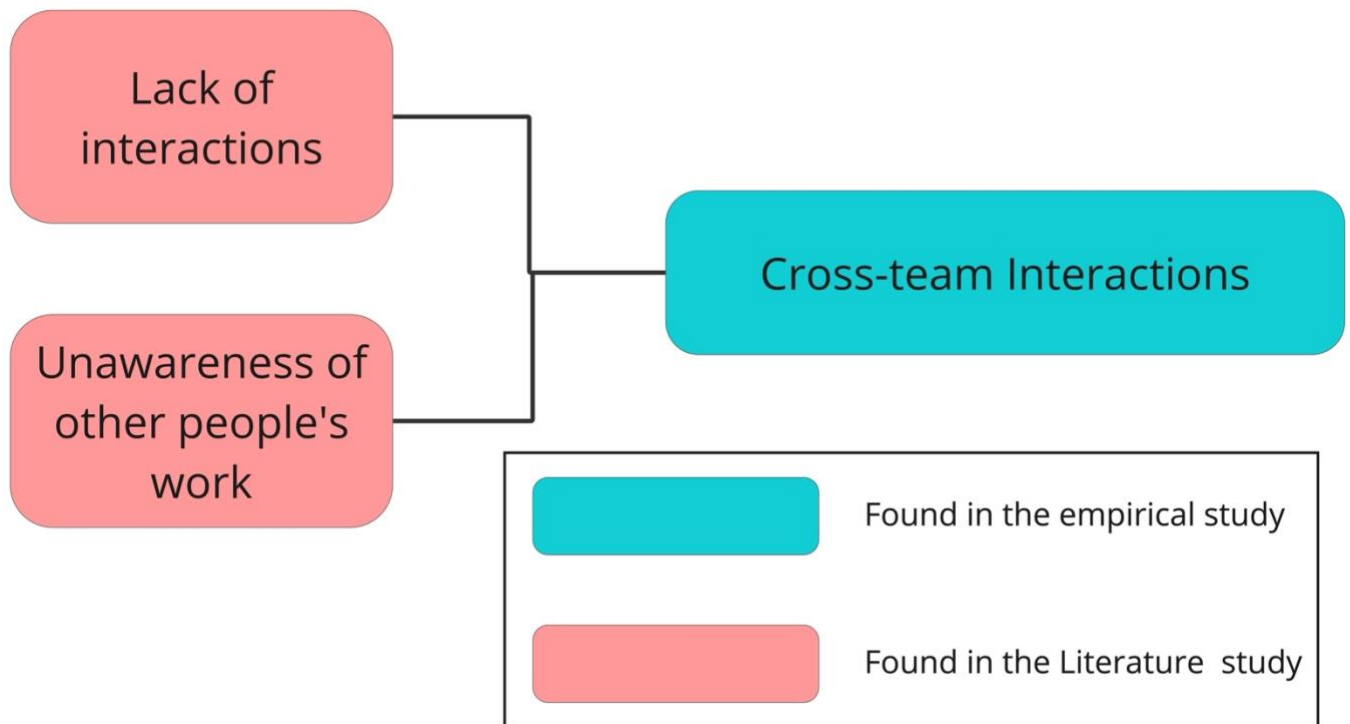 Lack of
interactions
Unawareness of
other people's
work
Cross-team Interactions
Found in the empirical study
Found in the Literature  study